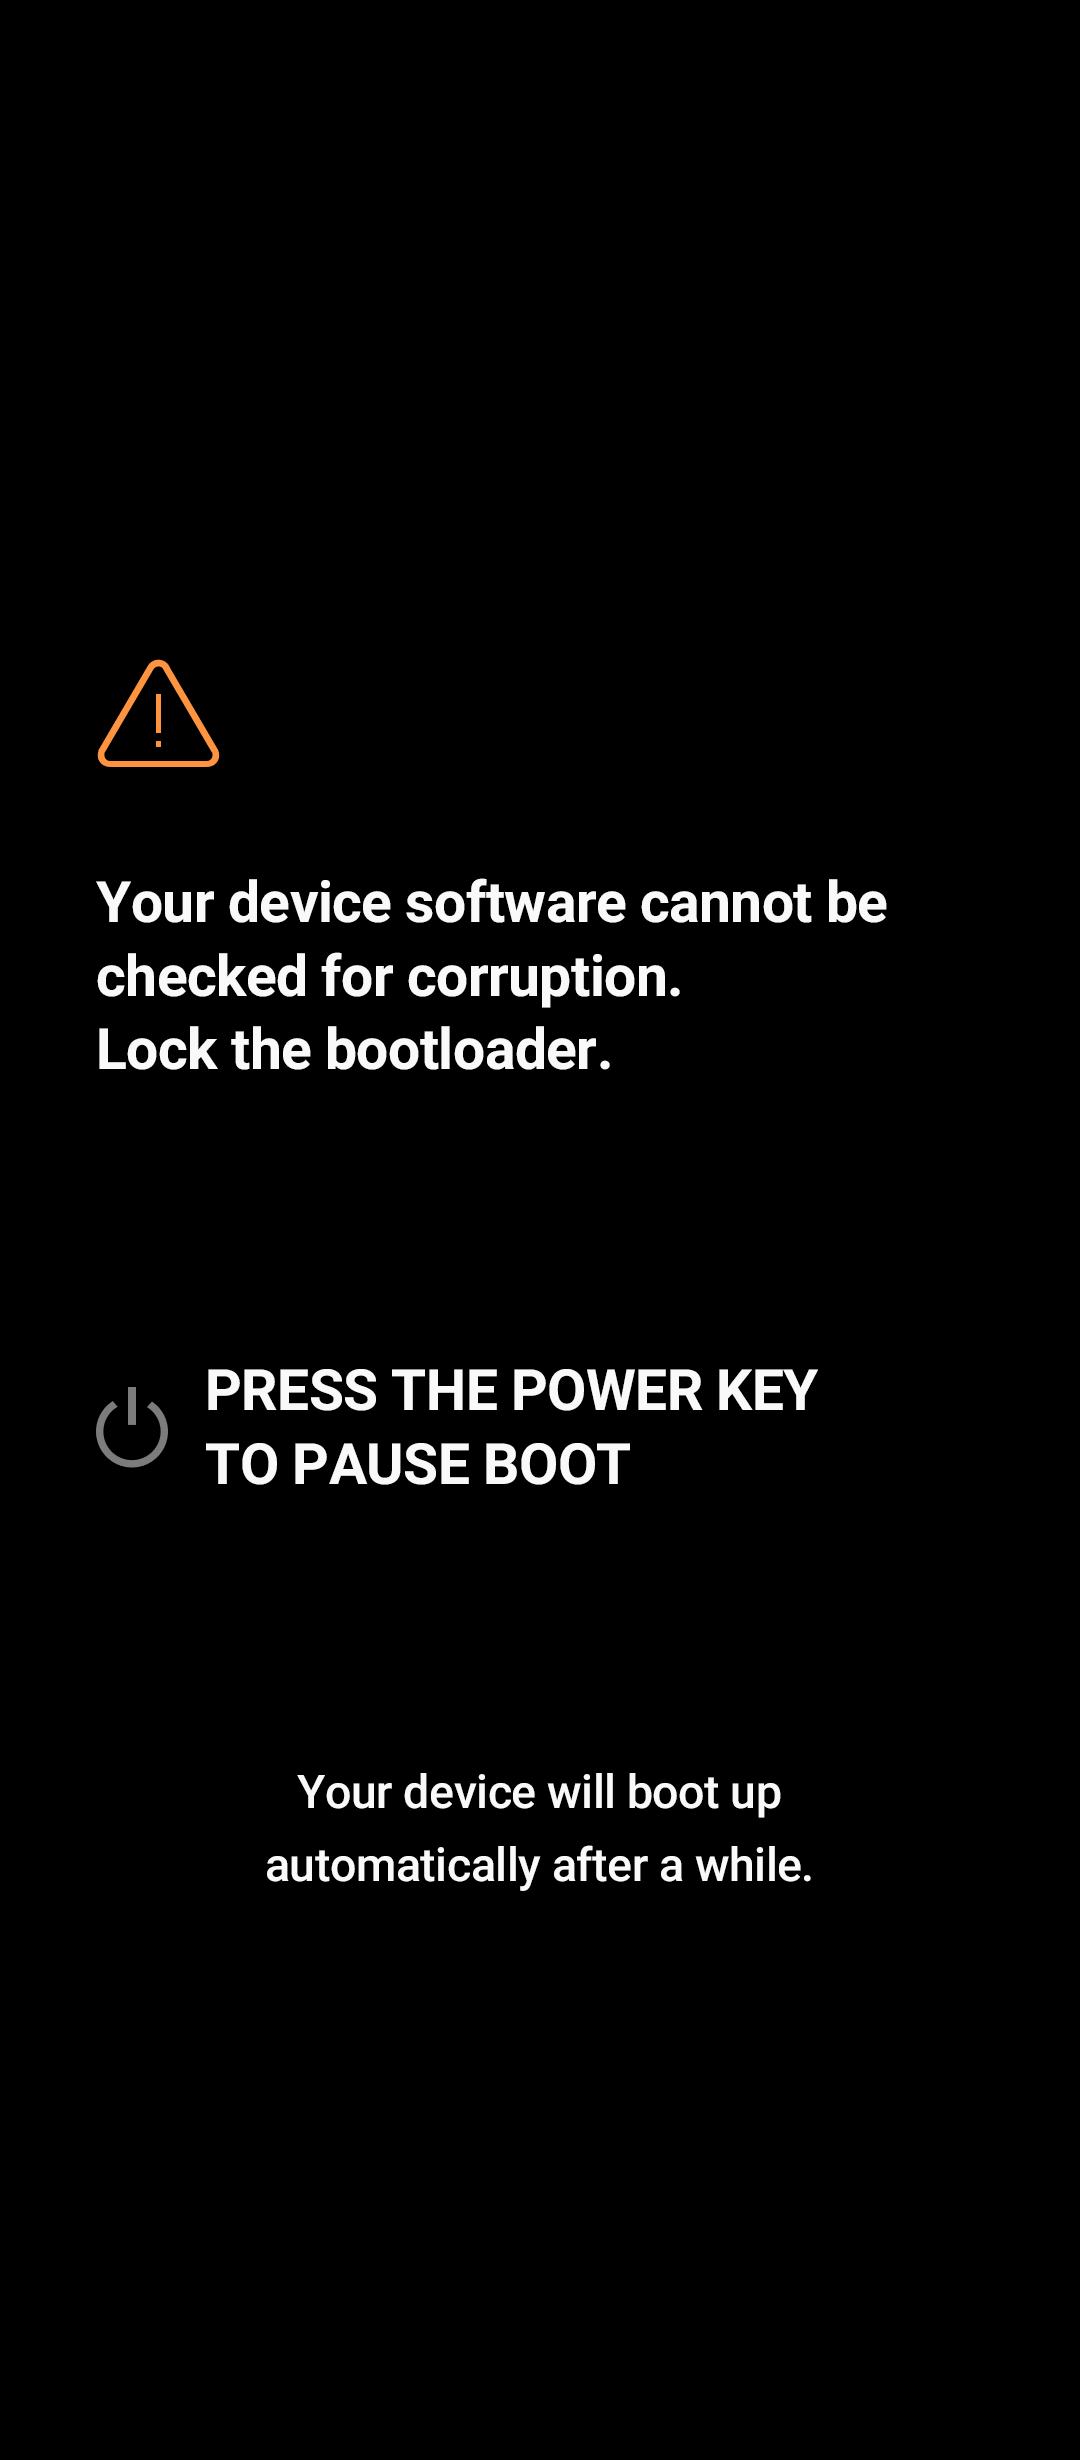 Your device software cannot be
checked for corruption.
Lock the bootloader.
PRESS THE POWER KEY
TO PAUSE BOOT
Your device will boot up
automatically after a while.